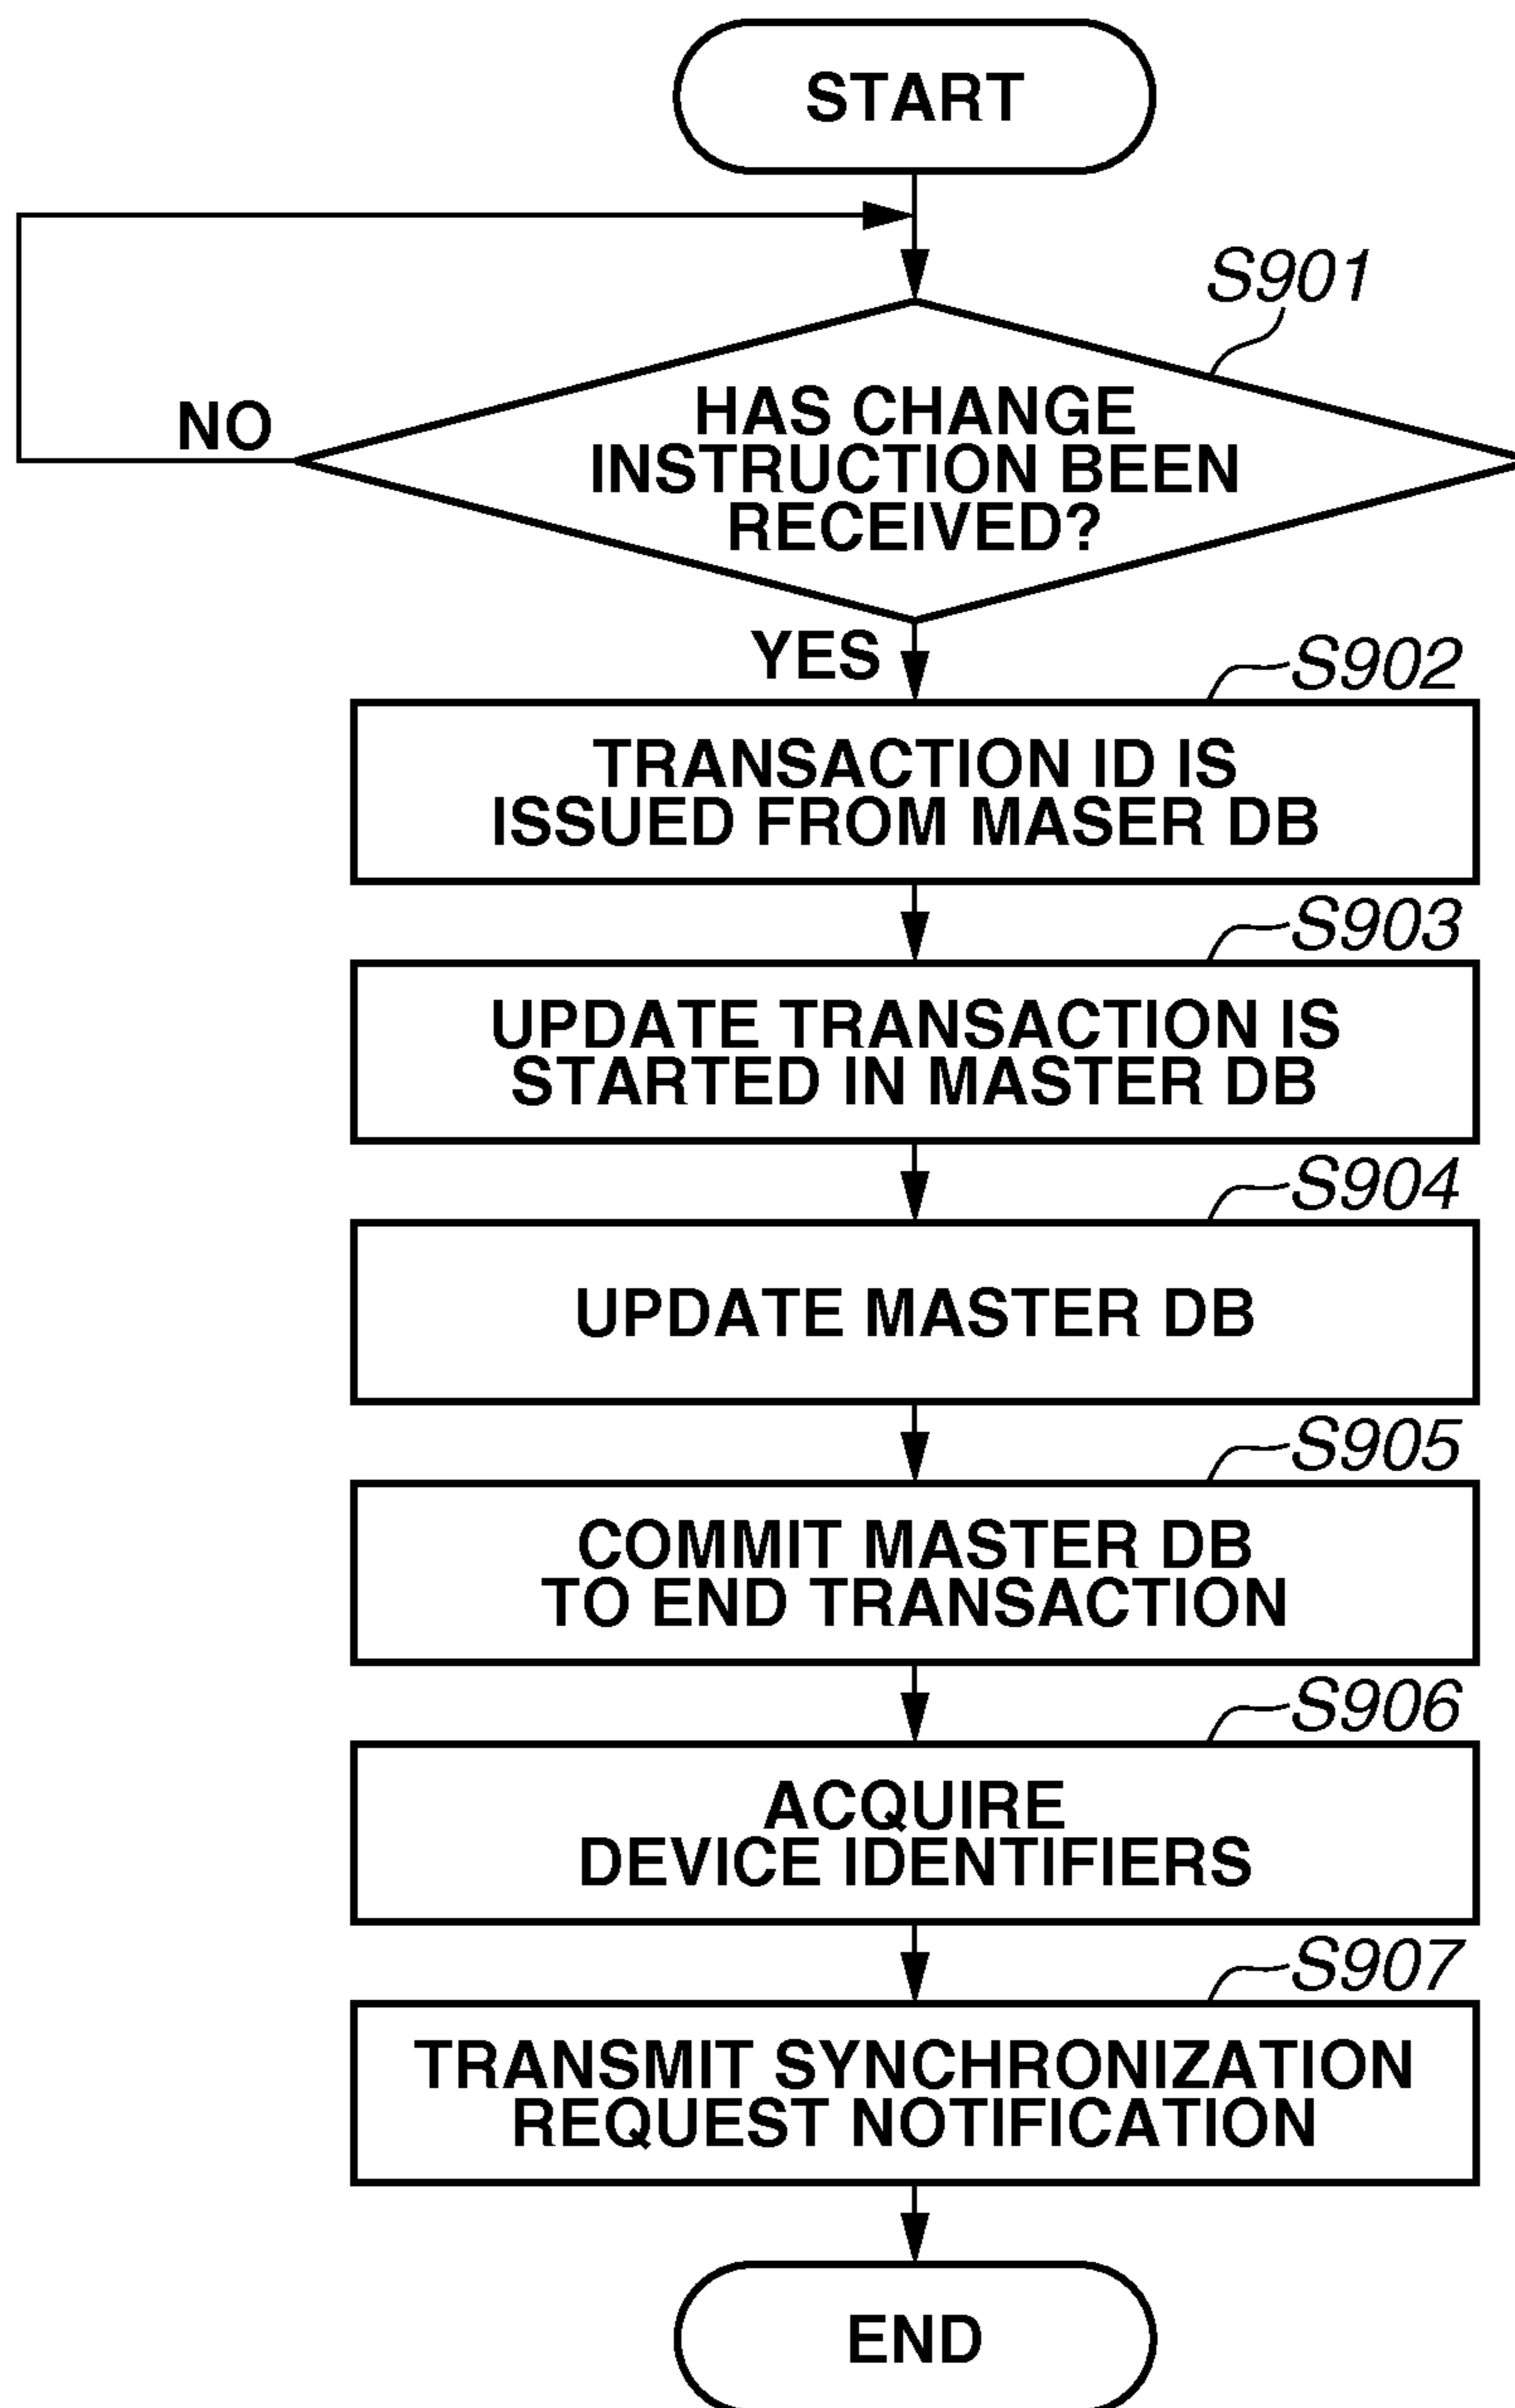 START
S901
HAS CHANGE
INSTRUCTION BEEN
RECEIVED?
NO
YES
S902
TRANSACTION ID IS
ISSUED FROM MASER DB
S903
UPDATE TRANSACTION IS
STARTED IN MASTER DB
S904
UPDATE MASTER DB
S905
COMMIT MASTER DB
TO END TRANSACTION
S906
ACQUIRE
DEVICE IDENTIFIERS
S907
TRANSMIT SYNCHRONIZATION
REQUEST NOTIFICATION
END